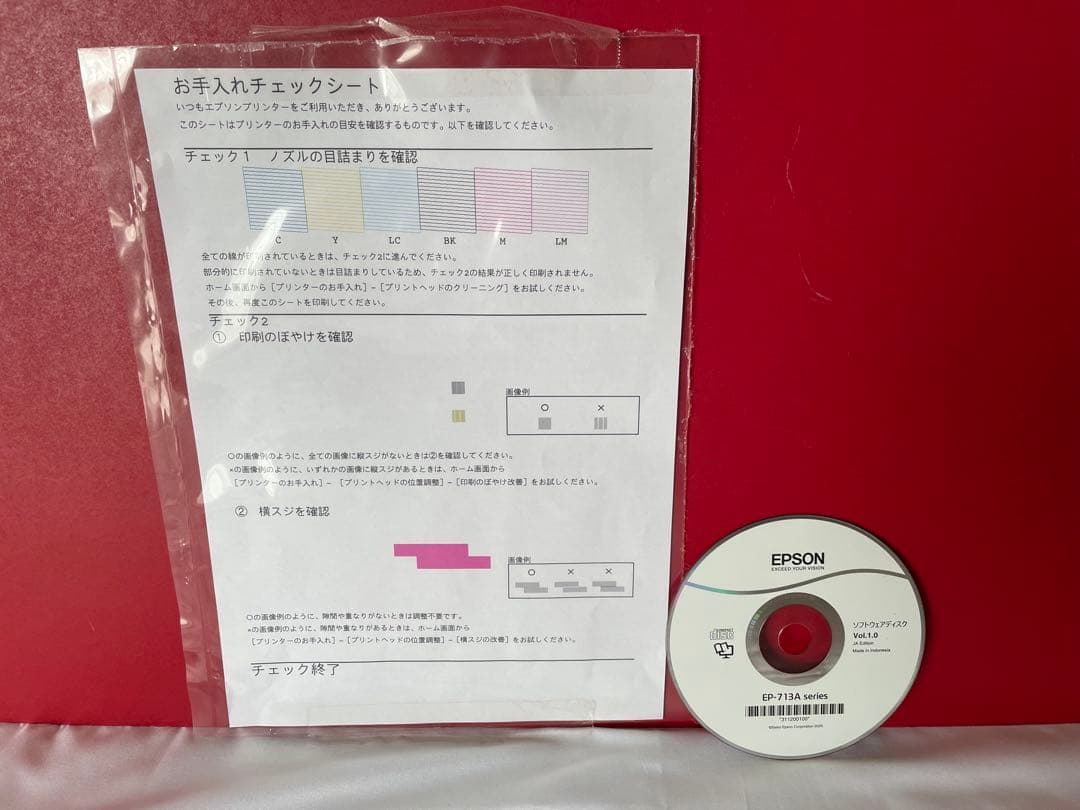 お手入れチェックシート
いつもエプソンプリンターをご利用いただき、ありがとうございます。
このシートはプリンターのお手入れの目安を確認するものです。以下を確認してください。
チェック1 ノズルの目詰まりを確認
C Y LC BK M LM
全ての線が印刷されているときは、チェック2に進んでください。
部分的に印刷されていないときは目詰まりしているため、チェック2の結果が正しく印刷されません。
ホーム画面から[プリンターのお手入れ]-[プリントヘッドのクリーニング]をお試しください。
その後、再度このシートを印刷してください。
チェック2
① 印刷のぼやけを確認
画像例
○ ×
○の画像例のように、全ての画像に縦スジがないときは②を確認してください。
×の画像例のように、いずれかの画像に縦スジがあるときは、ホーム画面から
[プリンターのお手入れ]- [プリントヘッドの位置調整]-[印刷のぼやけ改善]をお試しください。
② 横スジを確認
画像例
○ × ×
○の画像例のように、隙間や重なりがないときは調整不要です。
×の画像例のように、隙間や重なりがあるときは、ホーム画面から
[プリンターのお手入れ]-[プリントヘッドの位置調整]-[横スジの改善]をお試しください。
チェック終了
EPSON
EXCEED YOUR VISION
COMPACT
disc
ソフトウェアディスク
Vol.1.0
JA Edition
Made in Indonesia
EP-713A series
*311200100*
©Seiko Epson Corporation 2020.